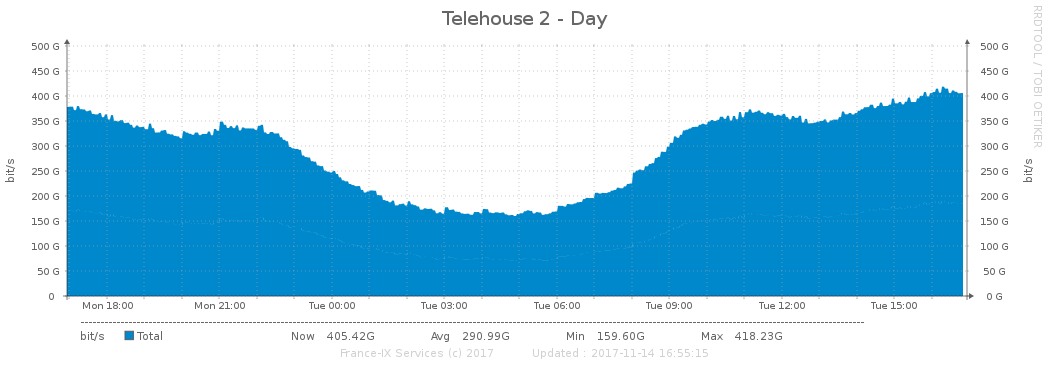 Telehouse 2 - Day
RRDTOOL / TOBI OETIKER
500 G 500 G
450 G 450 G
400 G 400 G
350 G 350 G
300 G 300 G
250 G 250 G
200 G 200 G
150 G 150 G
100 G 100 G
50 G 50 G
0 0 G
bit/s bit/s
Mon 18:00 Mon 21:00 Tue 00:00 Tue 03:00 Tue 06:00 Tue 09:00 Tue 12:00 Tue 15:00
bit/s Total Now 405.42G Avg 290.99G Min 159.60G Max 418.23G
France-IX Services (c) 2017 Updated : 2017-11-14 16:55:15